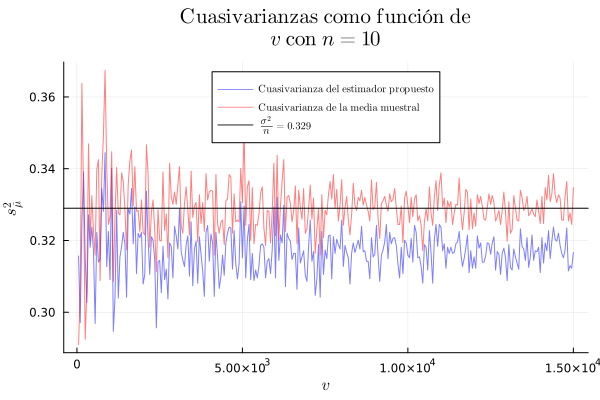 Cuasivarianzas como función de
v con n = 10
Cuasivarianza del estimador propuesto
Cuasivarianza de la media muestral
σ²/n = 0.329
0.36
0.34
0.32
0.30
s²_μ̂
0
5.00×10³
1.00×10⁴
1.50×10⁴
v